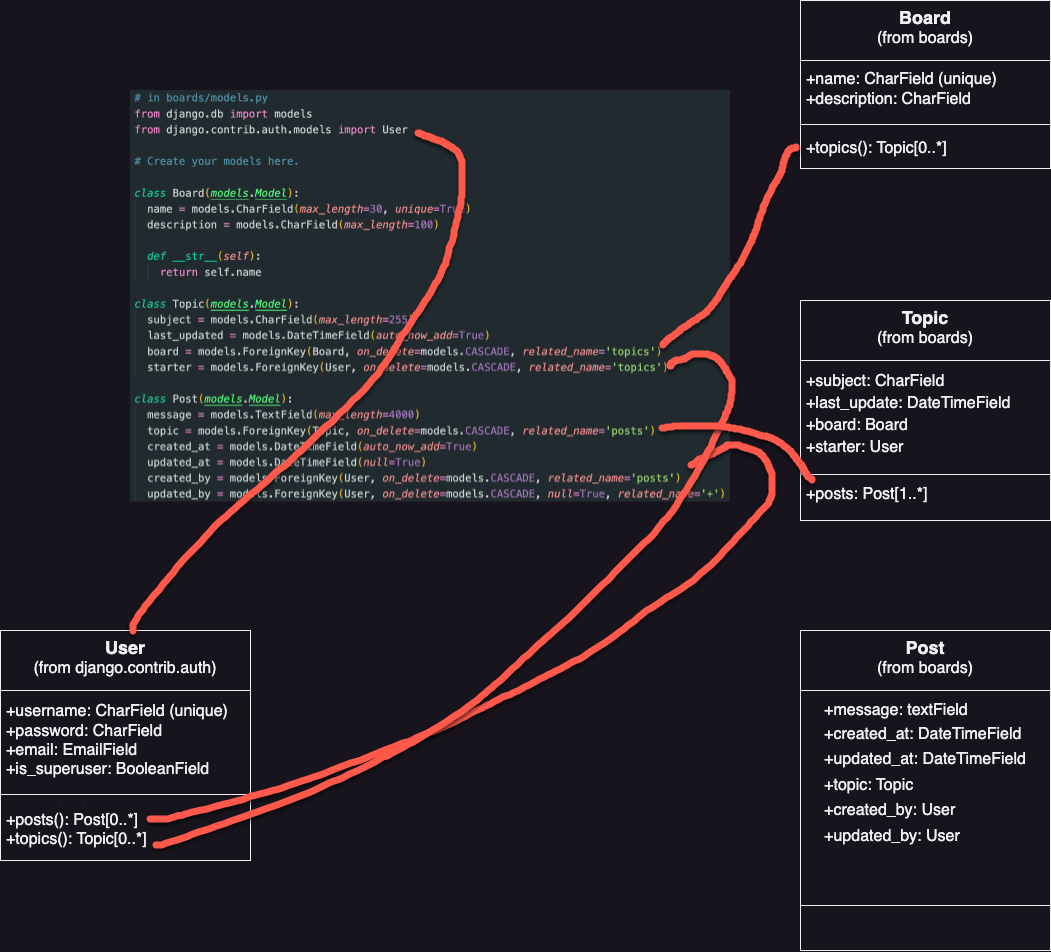 Board
(from boards)
+name: CharField (unique)
+description: CharField
+topics(): Topic[0..*]
# in boards/models.py
from django.db import models
from django.contrib.auth.models import User
# Create your models here.
class Board(models.Model):
name = models.CharField(max_length=30, unique=True)
description = models.CharField(max_length=100)
def __str__(self):
return self.name
class Topic(models.Model):
subject = models.CharField(max_length=255)
last_updated = models.DateTimeField(auto_now_add=True)
board = models.ForeignKey(Board, on_delete=models.CASCADE, related_name='topics')
starter = models.ForeignKey(User, on_delete=models.CASCADE, related_name='topics')
class Post(models.Model):
message = models.TextField(max_length=4000)
topic = models.ForeignKey(Topic, on_delete=models.CASCADE, related_name='posts')
created_at = models.DateTimeField(auto_now_add=True)
updated_at = models.DateTimeField(null=True)
created_by = models.ForeignKey(User, on_delete=models.CASCADE, related_name='posts')
updated_by = models.ForeignKey(User, on_delete=models.CASCADE, null=True, related_name='+')
Topic
(from boards)
+subject: CharField
+last_update: DateTimeField
+board: Board
+starter: User
+posts: Post[1..*]
User
(from django.contrib.auth)
+username: CharField (unique)
+password: CharField
+email: EmailField
+is_superuser: BooleanField
+posts(): Post[0..*]
+topics(): Topic[0..*]
Post
(from boards)
+message: textField
+created_at: DateTimeField
+updated_at: DateTimeField
+topic: Topic
+created_by: User
+updated_by: User